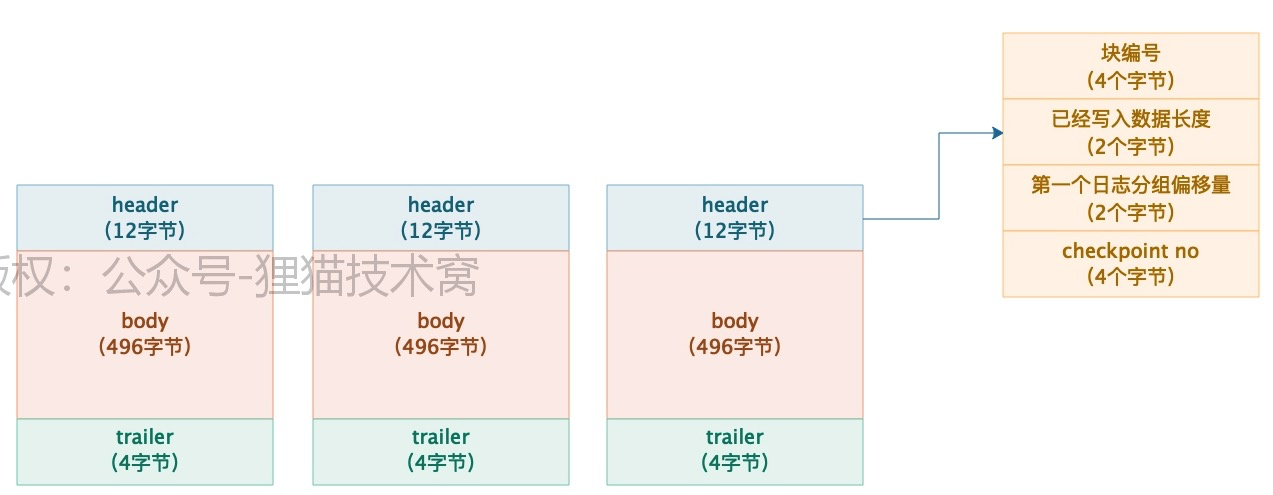 块编号
(4个字节)
已经写入数据长度
(2个字节)
第一个日志分组偏移量
(2个字节)
checkpoint no
(4个字节)
header
(12字节)
header
(12字节)
header
(12字节)
版权：公众号-狸猫技术窝
body
(496字节)
body
(496字节)
body
(496字节)
trailer
(4字节)
trailer
(4字节)
trailer
(4字节)